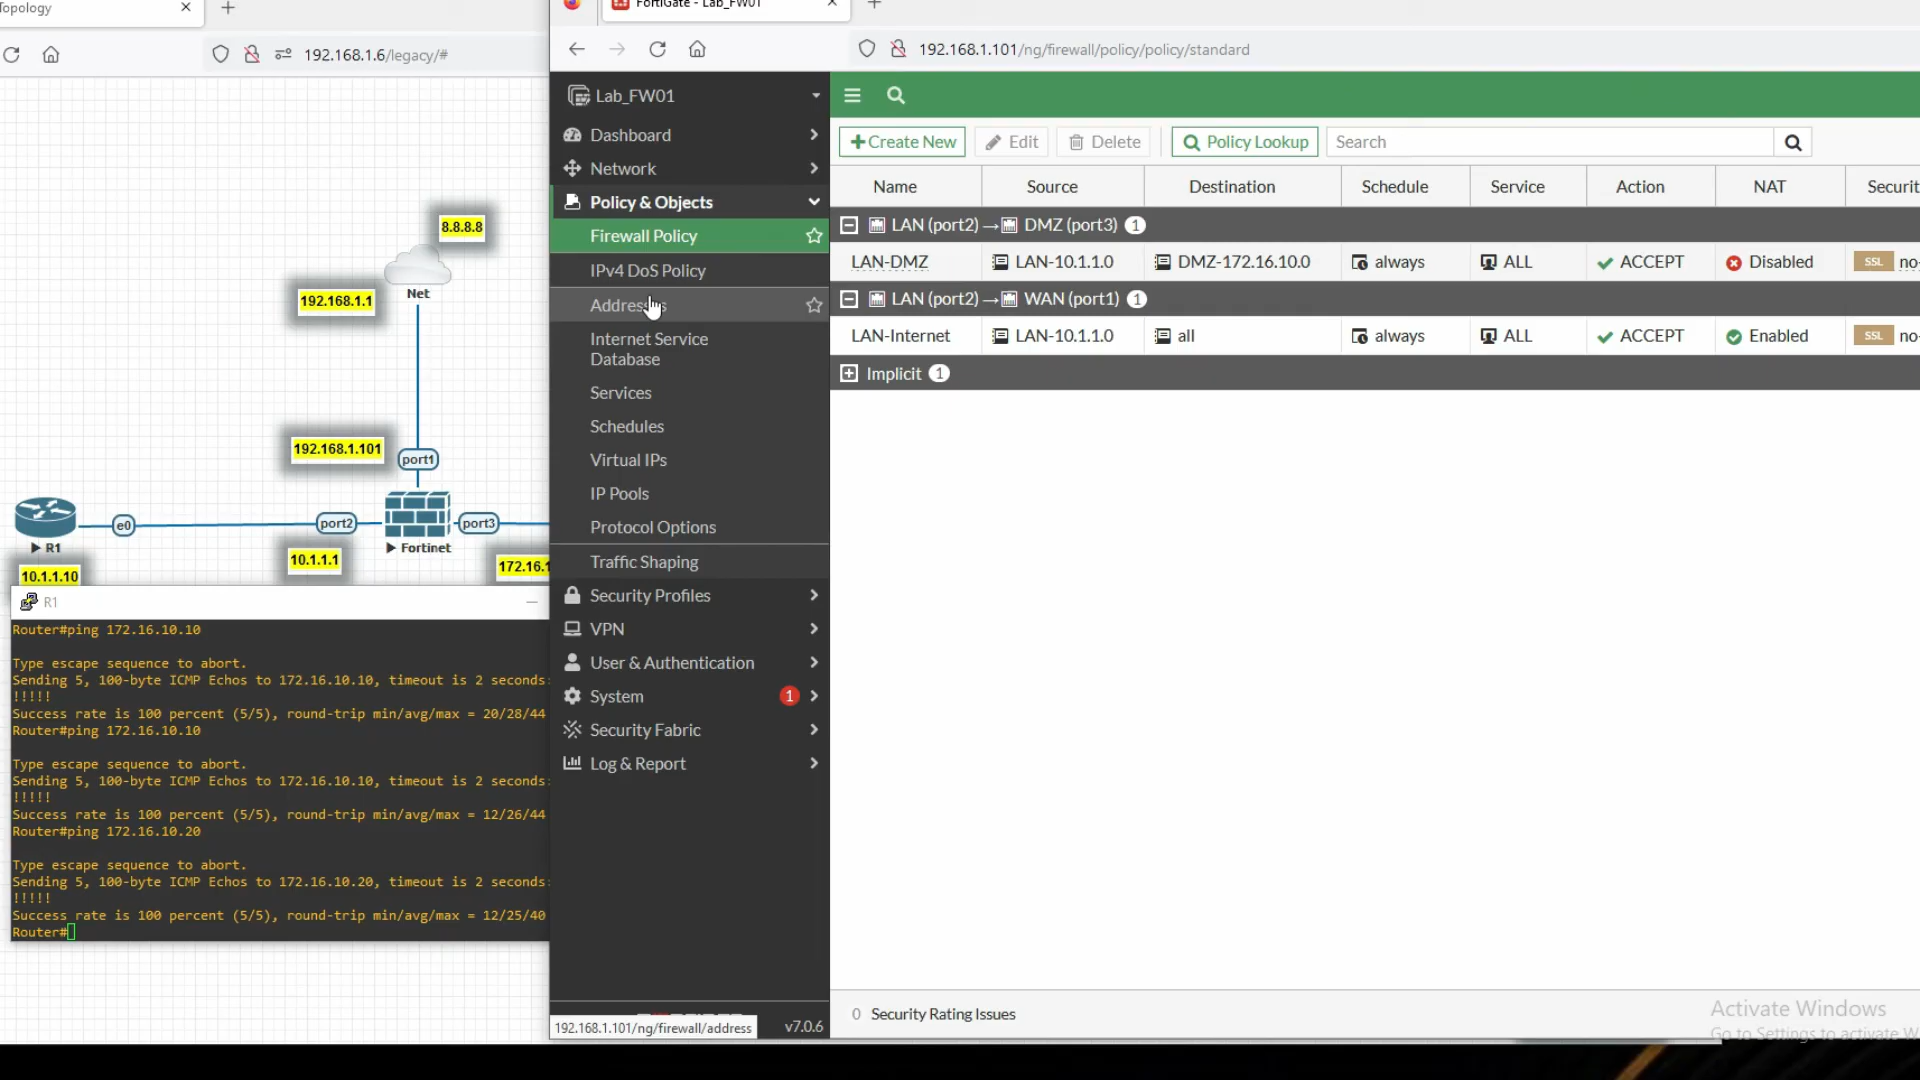 Topology
192.168.1.6/legacy/#
8.8.8.8
192.168.1.1
Net
192.168.1.101
port1
e0
port2
port3
R1
Fortinet
10.1.1.1
10.1.1.10
172.16.1
R1
Router#ping 172.16.10.10
Type escape sequence to abort.
Sending 5, 100-byte ICMP Echos to 172.16.10.10, timeout is 2 seconds:
!!!!!
Success rate is 100 percent (5/5), round-trip min/avg/max = 20/28/44
Router#ping 172.16.10.10
Type escape sequence to abort.
Sending 5, 100-byte ICMP Echos to 172.16.10.10, timeout is 2 seconds:
!!!!!
Success rate is 100 percent (5/5), round-trip min/avg/max = 12/26/44
Router#ping 172.16.10.20
Type escape sequence to abort.
Sending 5, 100-byte ICMP Echos to 172.16.10.20, timeout is 2 seconds:
!!!!!
Success rate is 100 percent (5/5), round-trip min/avg/max = 12/25/40
Router#
FortiGate - Lab_FW01
192.168.1.101/ng/firewall/policy/policy/standard
Lab_FW01
Dashboard
Network
Policy & Objects
Firewall Policy
IPv4 DoS Policy
Addresses
Internet Service
Database
Services
Schedules
Virtual IPs
IP Pools
Protocol Options
Traffic Shaping
Security Profiles
VPN
User & Authentication
System 1
Security Fabric
Log & Report
192.168.1.101/ng/firewall/address
v7.0.6
Create New Edit Delete Policy Lookup Search
Name Source Destination Schedule Service Action NAT Securit
LAN (port2) → DMZ (port3) 1
LAN-DMZ LAN-10.1.1.0 DMZ-172.16.10.0 always ALL ACCEPT Disabled SSL no-
LAN (port2) → WAN (port1) 1
LAN-Internet LAN-10.1.1.0 all always ALL ACCEPT Enabled SSL no-
Implicit 1
0 Security Rating Issues
Activate Windows
Go to Settings to activate W